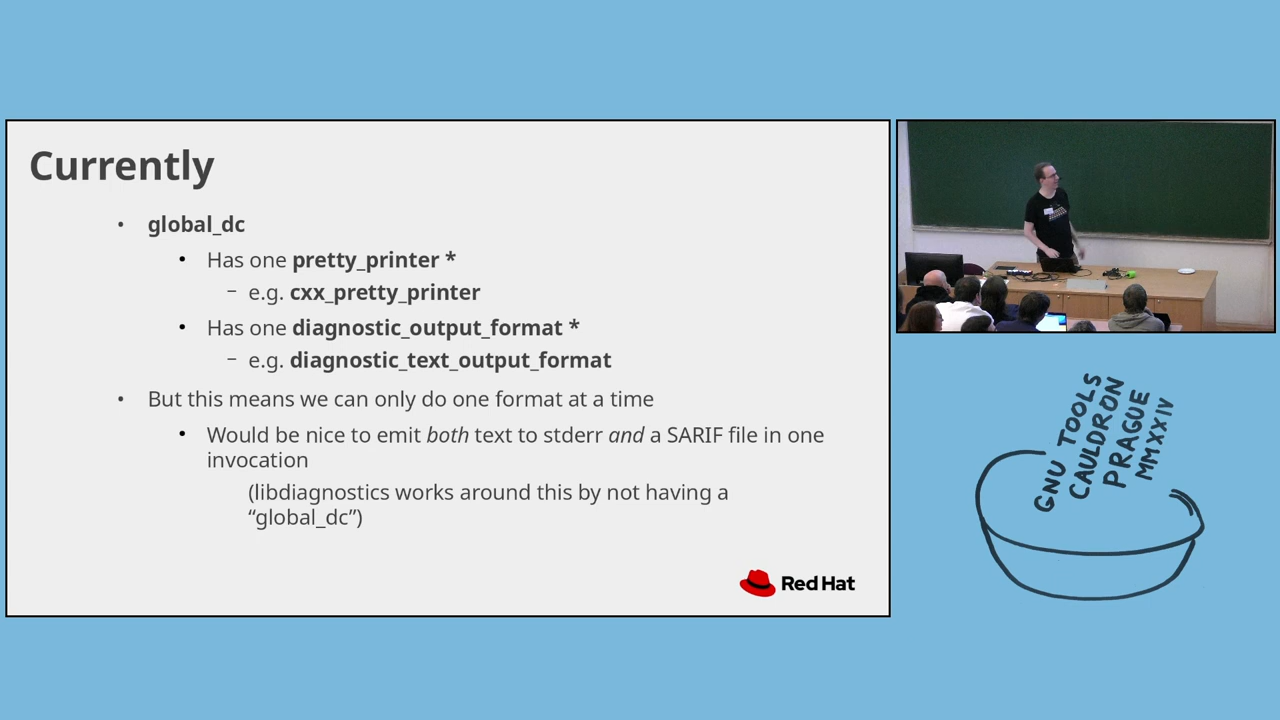 Currently
• global_dc
• Has one pretty_printer *
– e.g. cxx_pretty_printer
• Has one diagnostic_output_format *
– e.g. diagnostic_text_output_format
• But this means we can only do one format at a time
• Would be nice to emit both text to stderr and a SARIF file in one
invocation
(libdiagnostics works around this by not having a
“global_dc”)
Red Hat
GNU TOOLS
CAULDRON
PRAGUE
MMXXIV